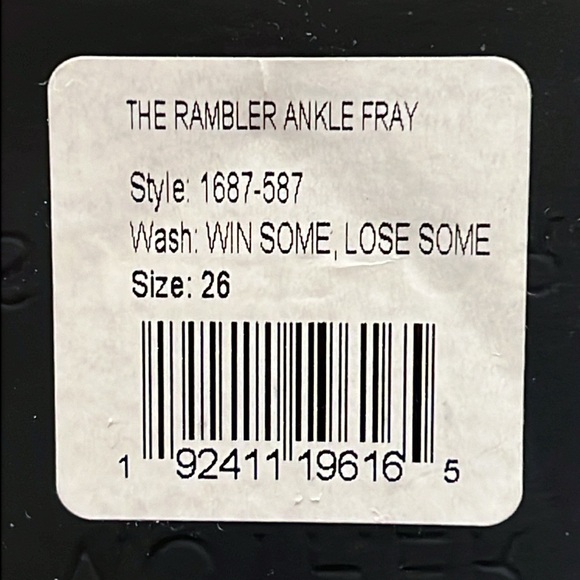 THE RAMBLER ANKLE FRAY
Style: 1687-587
Wash: WIN SOME, LOSE SOME
Size: 26
1 92411 19616 5